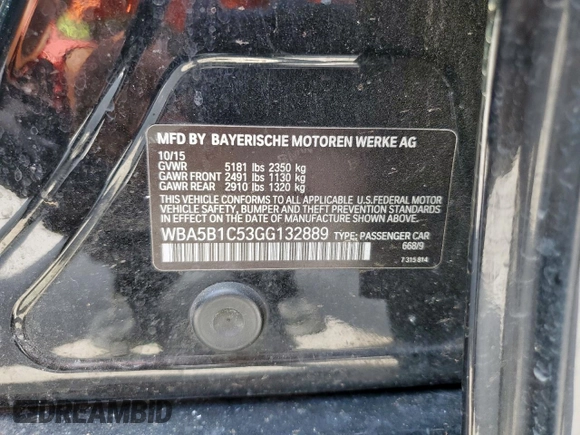 MFD BY BAYERISCHE MOTOREN WERKE AG
10/15
GVWR 5181 lbs 2350 kg
GAWR FRONT 2491 lbs 1130 kg
GAWR REAR 2910 lbs 1320 kg
THIS VEHICLE CONFORMS TO ALL APPLICABLE U.S.FEDERAL MOTOR
VEHICLE SAFETY, BUMPER AND THEFT PREVENTION
STANDARDS IN EFFECT ON THE DATE OF MANUFACTURE SHOWN ABOVE.
WBA5B1C53GG132889 TYPE: PASSENGER CAR
668/9
7 315 814
DREAMBID